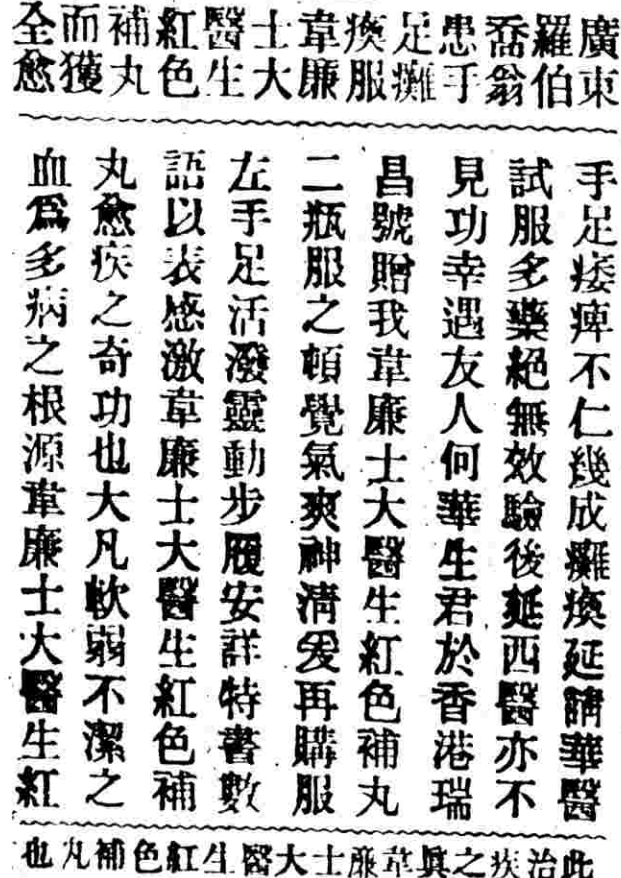 廣東
羅伯
喬翁
患手
足癱
瘓服
韋廉
士大
醫生
紅色
補丸
而獲
全愈
手足痿痺不仁幾成癱瘓延請華醫
試服多藥絕無效驗後延西醫亦不
見功幸遇友人何華生君於香港瑞
昌號贈我韋廉士大醫生紅色補丸
二瓶服之頓覺氣爽神清爰再購服
左手足活潑靈動步履安詳特書數
語以表感激韋廉士大醫生紅色補
丸愈疾之奇功也大凡軟弱不潔之
血爲多病之根源韋廉士大醫生紅
此治疾之眞韋廉士大醫生紅色補丸也